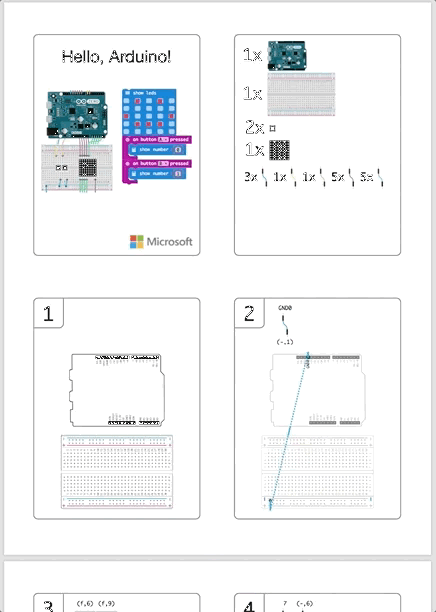 Hello, Arduino!
show leds
on button A pressed
show number 0
on button B pressed
show number
Microsoft
1x
1x
2x
1x
3x 1x 1x 5x 5x
1
2
GND0
(-,1)
3
(f,6) (f,9)
4
7 (-,6)